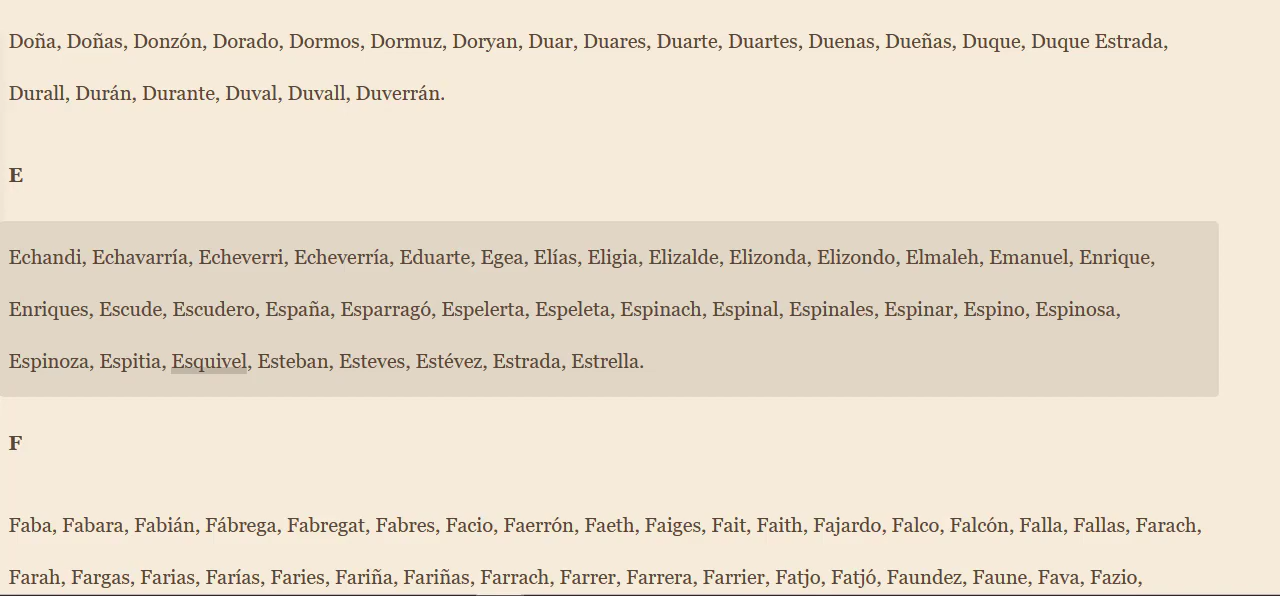 Doña, Doñas, Donzón, Dorado, Dormos, Dormuz, Doryan, Duar, Duares, Duarte, Duartes, Duenas, Dueñas, Duque, Duque Estrada,
Durall, Durán, Durante, Duval, Duvall, Duverrán.
E
Echandi, Echavarría, Echeverri, Echeverría, Eduarte, Egea, Elías, Eligia, Elizalde, Elizonda, Elizondo, Elmaleh, Emanuel, Enrique,
Enriques, Escude, Escudero, España, Esparragó, Espelerta, Espeleta, Espinach, Espinal, Espinales, Espinar, Espino, Espinosa,
Espinoza, Espitia, Esquivel, Esteban, Esteves, Estévez, Estrada, Estrella.
F
Faba, Fabara, Fabián, Fábrega, Fabregat, Fabres, Facio, Faerrón, Faeth, Faiges, Fait, Faith, Fajardo, Falco, Falcón, Falla, Fallas, Farach,
Farah, Fargas, Farias, Farías, Faries, Fariña, Fariñas, Farrach, Farrer, Farrera, Farrier, Fatjo, Fatjó, Faundez, Faune, Fava, Fazio,